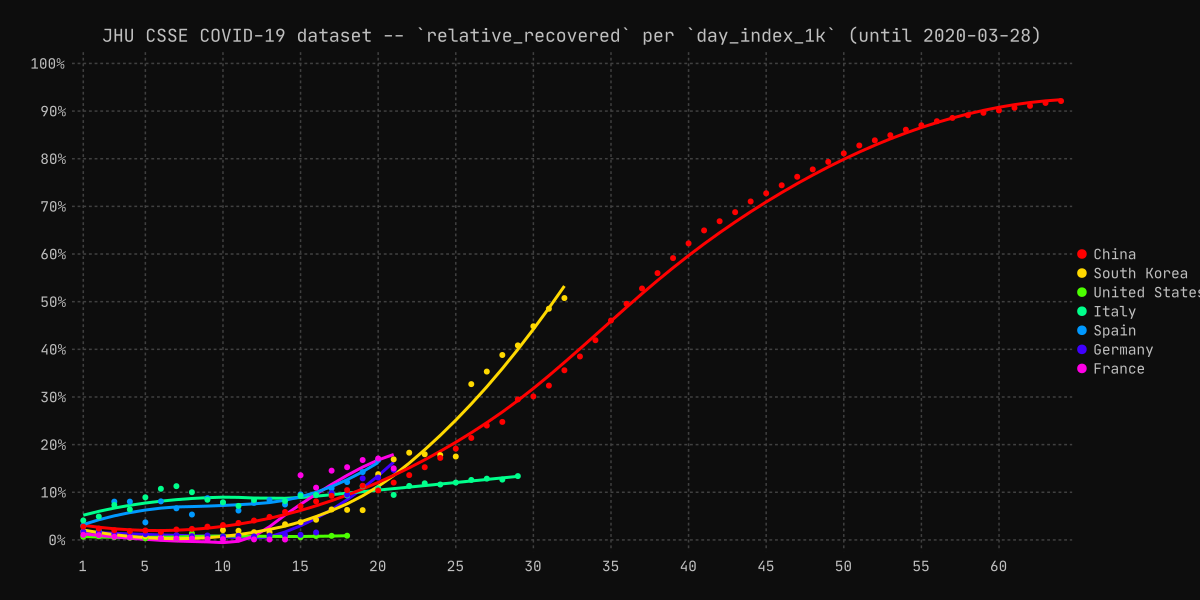 JHU CSSE COVID-19 dataset -- `relative_recovered` per `day_index_1k` (until 2020-03-28)
100%
90%
80%
70%
60%
50%
40%
30%
20%
10%
0%
1 5 10 15 20 25 30 35 40 45 50 55 60
China
South Korea
United States
Italy
Spain
Germany
France